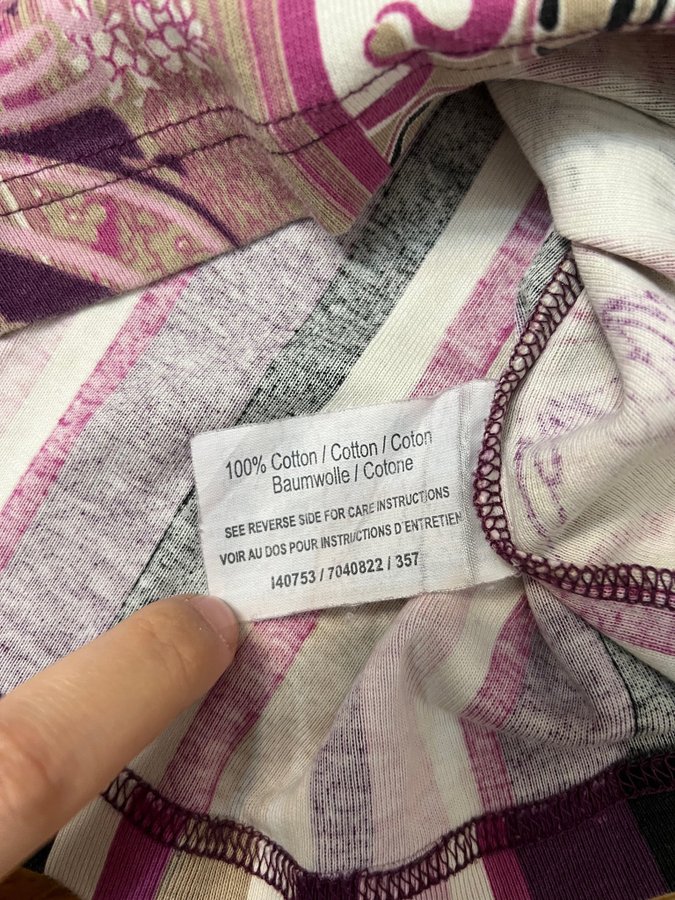 100% Cotton / Cotton / Coton
Baumwolle / Cotone
SEE REVERSE SIDE FOR CARE INSTRUCTIONS
VOIR AU DOS POUR INSTRUCTIONS D'ENTRETIEN
I40753 / 7040822 / 357